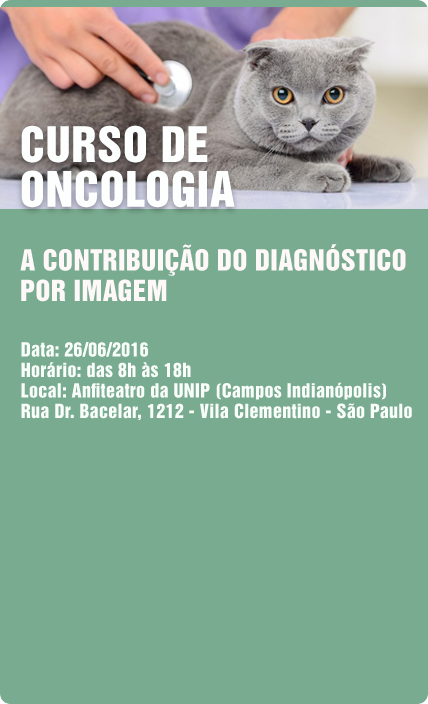 CURSO DE
ONCOLOGIA
A CONTRIBUIÇÃO DO DIAGNÓSTICO
POR IMAGEM
Data: 26/06/2016
Horário: das 8h às 18h
Local: Anfiteatro da UNIP (Campos Indianópolis)
Rua Dr. Bacelar, 1212 - Vila Clementino - São Paulo